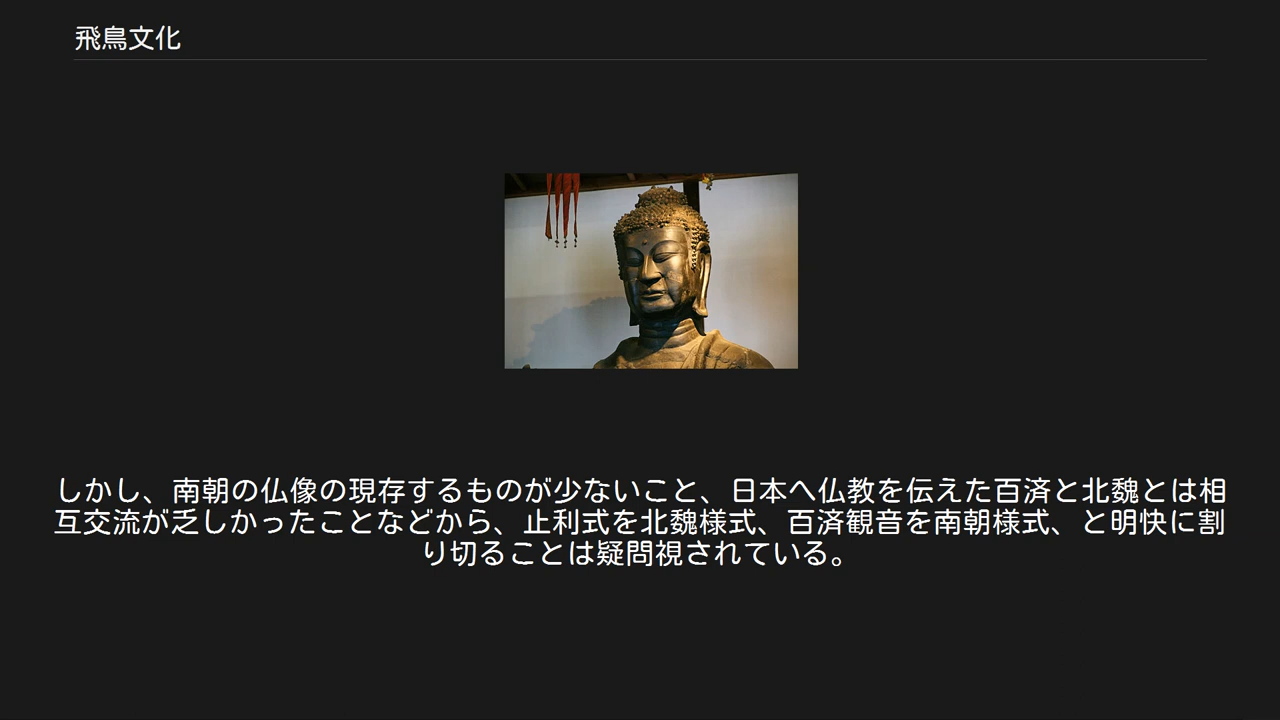 飛鳥文化
しかし、南朝の仏像の現存するものが少ないこと、日本へ仏教を伝えた百済と北魏とは相
互交流が乏しかったことなどから、止利式を北魏様式、百済観音を南朝様式、と明快に割
り切ることは疑問視されている。